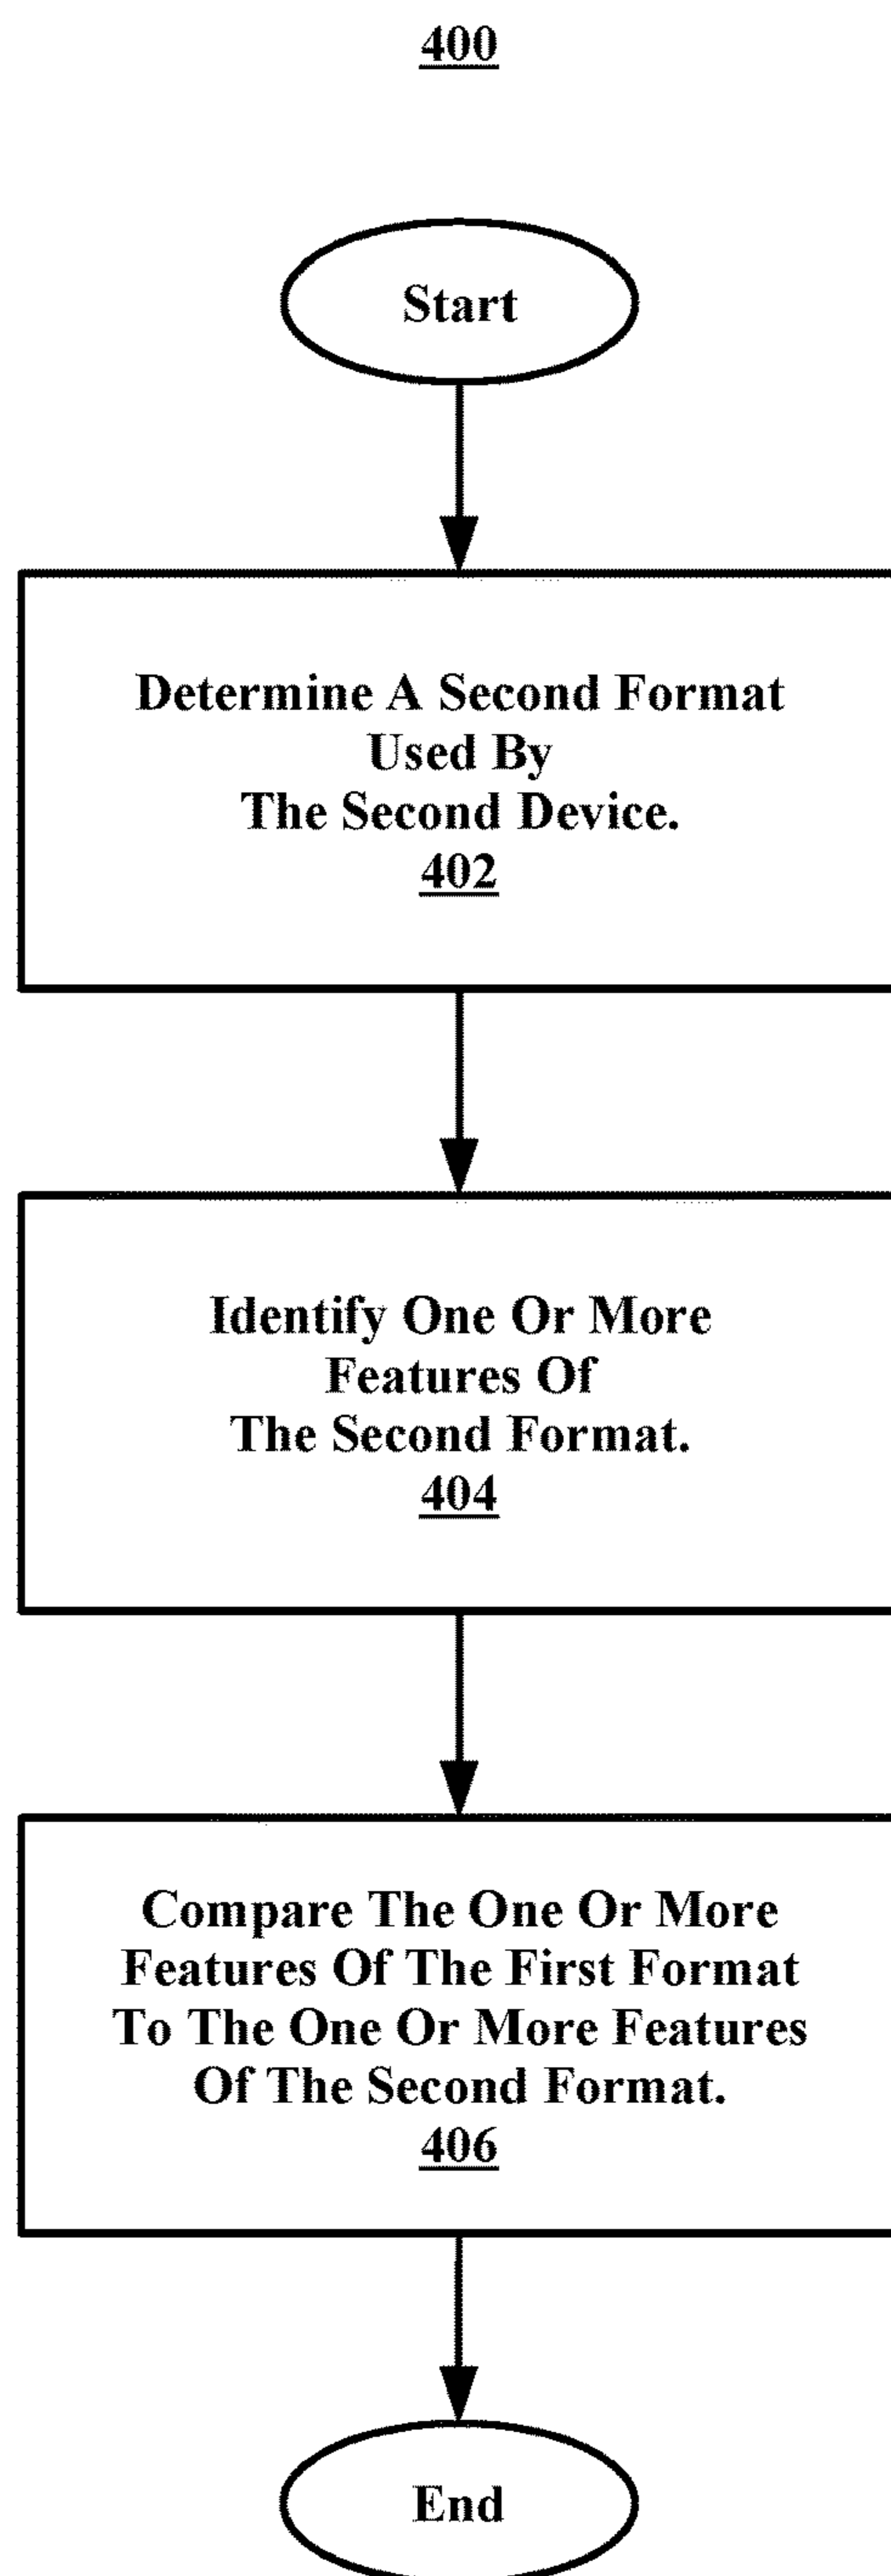 400
Start
Determine A Second Format
Used By
The Second Device.
402
Identify One Or More
Features Of
The Second Format.
404
Compare The One Or More
Features Of The First Format
To The One Or More Features
Of The Second Format.
406
End